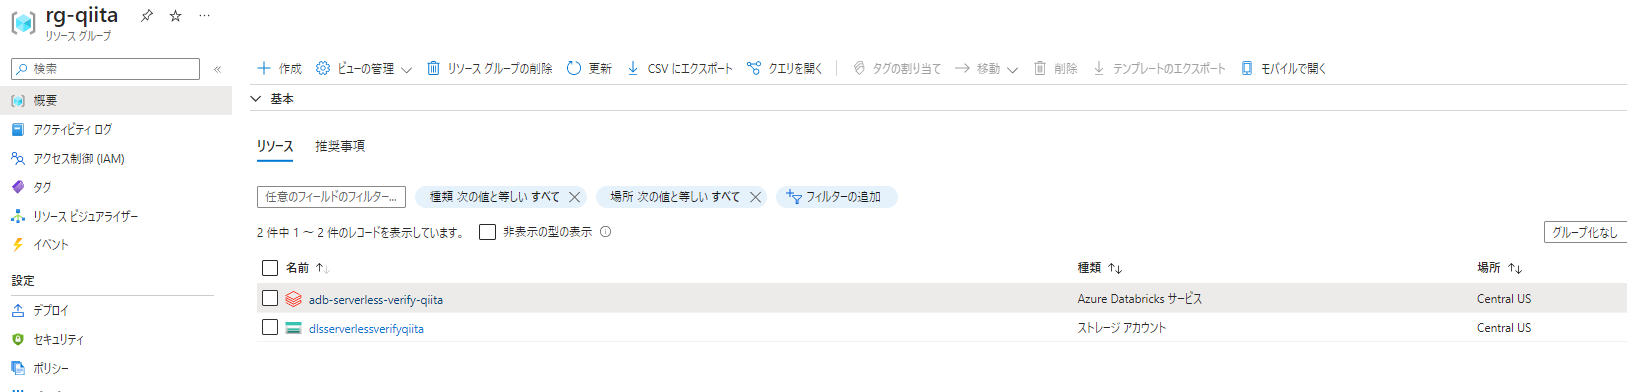 rg-qiita
リソース グループ
検索
作成 ビューの管理 リソース グループの削除 更新 CSV にエクスポート クエリを開く タグの割り当て 移動 削除 テンプレートのエクスポート モバイルで開く
概要
アクティビティ ログ
アクセス制御 (IAM)
タグ
リソース ビジュアライザー
イベント
設定
デプロイ
セキュリティ
ポリシー
基本
リソース 推奨事項
任意のフィールドのフィルター... 種類 次の値と等しい すべて 場所 次の値と等しい すべて フィルターの追加
2 件中 1 ～ 2 件のレコードを表示しています。 非表示の型の表示 グループ化なし
名前 種類 場所
adb-serverless-verify-qiita Azure Databricks サービス Central US
dlsserverlessverifyqiita ストレージ アカウント Central US